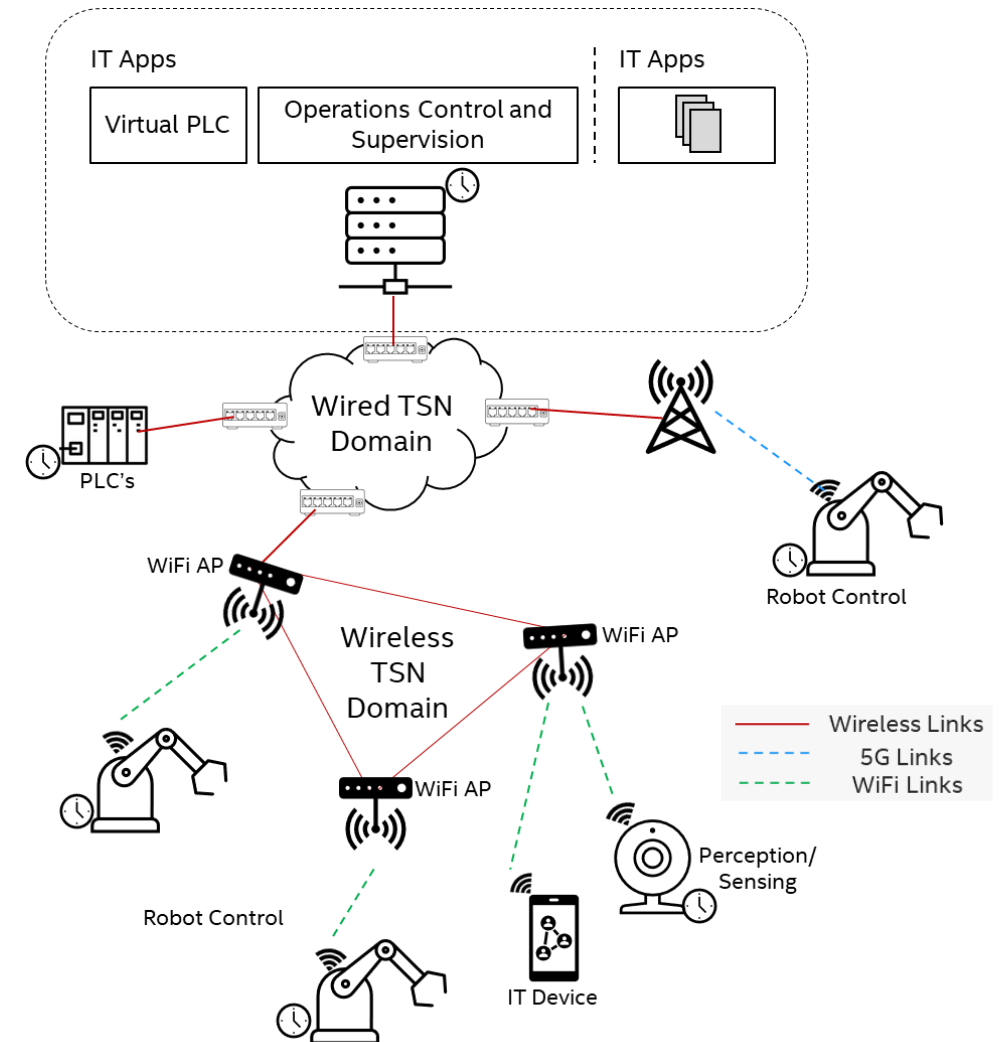 IT Apps
IT Apps
Virtual PLC
Operations Control and
Supervision
Wired TSN
Domain
PLC's
WiFi AP
Robot Control
Wireless
TSN
Domain
WiFi AP
WiFi AP
Wireless Links
5G Links
WiFi Links
Perception/
Sensing
Robot Control
IT Device